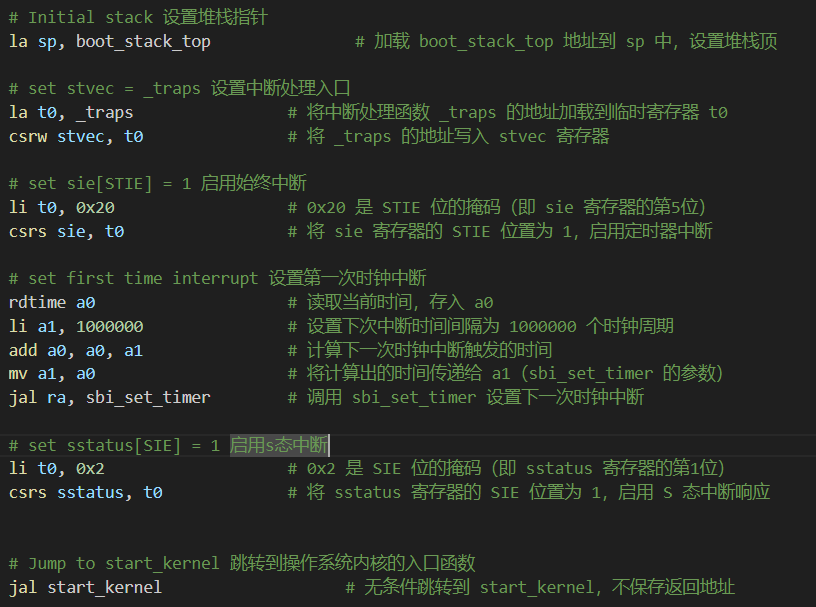 # Initial stack 设置堆栈指针
la sp, boot_stack_top # 加载 boot_stack_top 地址到 sp 中，设置堆栈顶
# set stvec = _traps 设置中断处理入口
la t0, _traps # 将中断处理函数 _traps 的地址加载到临时寄存器 t0
csrw stvec, t0 # 将 _traps 的地址写入 stvec 寄存器
# set sie[STIE] = 1 启用始终中断
li t0, 0x20 # 0x20 是 STIE 位的掩码（即 sie 寄存器的第5位）
csrs sie, t0 # 将 sie 寄存器的 STIE 位置为 1，启用定时器中断
# set first time interrupt 设置第一次时钟中断
rdtime a0 # 读取当前时间，存入 a0
li a1, 1000000 # 设置下次中断时间间隔为 1000000 个时钟周期
add a0, a0, a1 # 计算下一次时钟中断触发的时间
mv a1, a0 # 将计算出的时间传递给 a1（sbi_set_timer 的参数）
jal ra, sbi_set_timer # 调用 sbi_set_timer 设置下一次时钟中断
# set sstatus[SIE] = 1 启用s态中断
li t0, 0x2 # 0x2 是 SIE 位的掩码（即 sstatus 寄存器的第1位）
csrs sstatus, t0 # 将 sstatus 寄存器的 SIE 位置为 1，启用 S 态中断响应
# Jump to start_kernel 跳转到操作系统内核的入口函数
jal start_kernel # 无条件跳转到 start_kernel，不保存返回地址